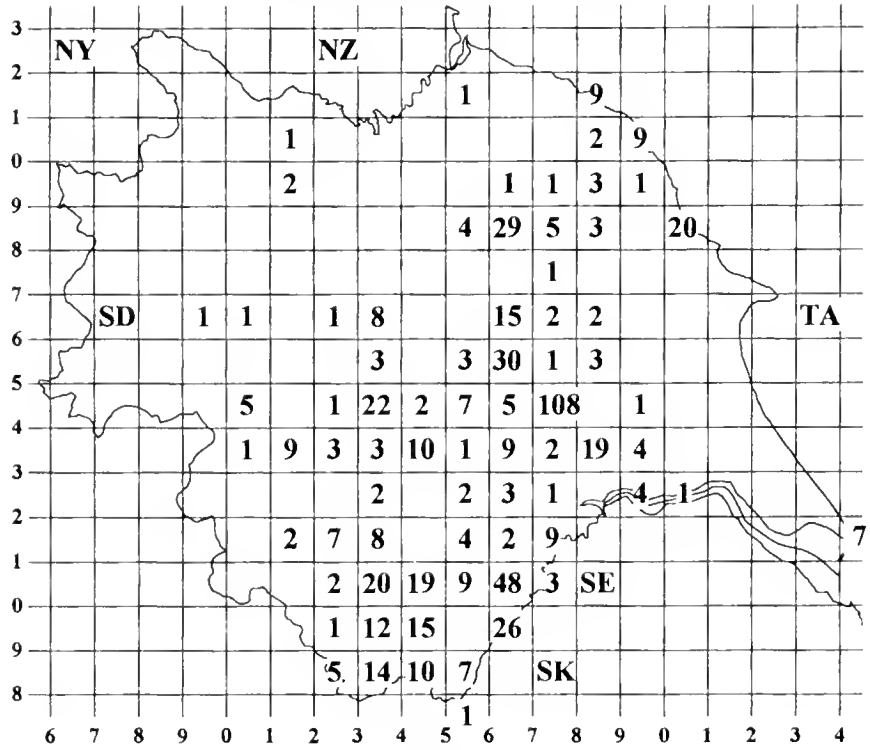 3
NY NZ
2
1 9
1
1 2 9
0
2 1 1 3 1
9
4 29 5 3 20
8
1
7
SD 1 1 1 8 15 2 2 TA
6
3 3 30 1 3
5
5 1 22 2 7 5 108 1
4
1 9 3 3 10 1 9 2 19 4
3
2 2 3 1 4 1
2
2 7 8 4 2 9 7
1
2 20 19 9 48 3 SE
0
1 12 15 26
9
5 14 10 7 SK
8
1
6 7 8 9 0 1 2 3 4 5 6 7 8 9 0 1 2 3 4